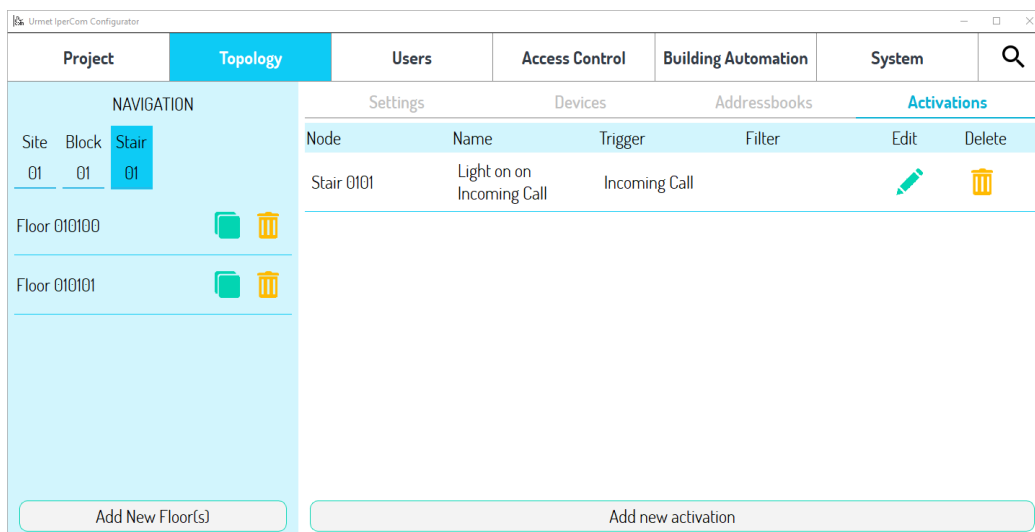 Urmet IperCom Configurator
Project Topology Users Access Control Building Automation System
NAVIGATION
Site Block Stair
01 01 01
Floor 010100
Floor 010101
Add New Floor(s)
Settings Devices Addressbooks Activations
Node Name Trigger Filter Edit Delete
Stair 0101 Light on on Incoming Call
Incoming Call
Add new activation